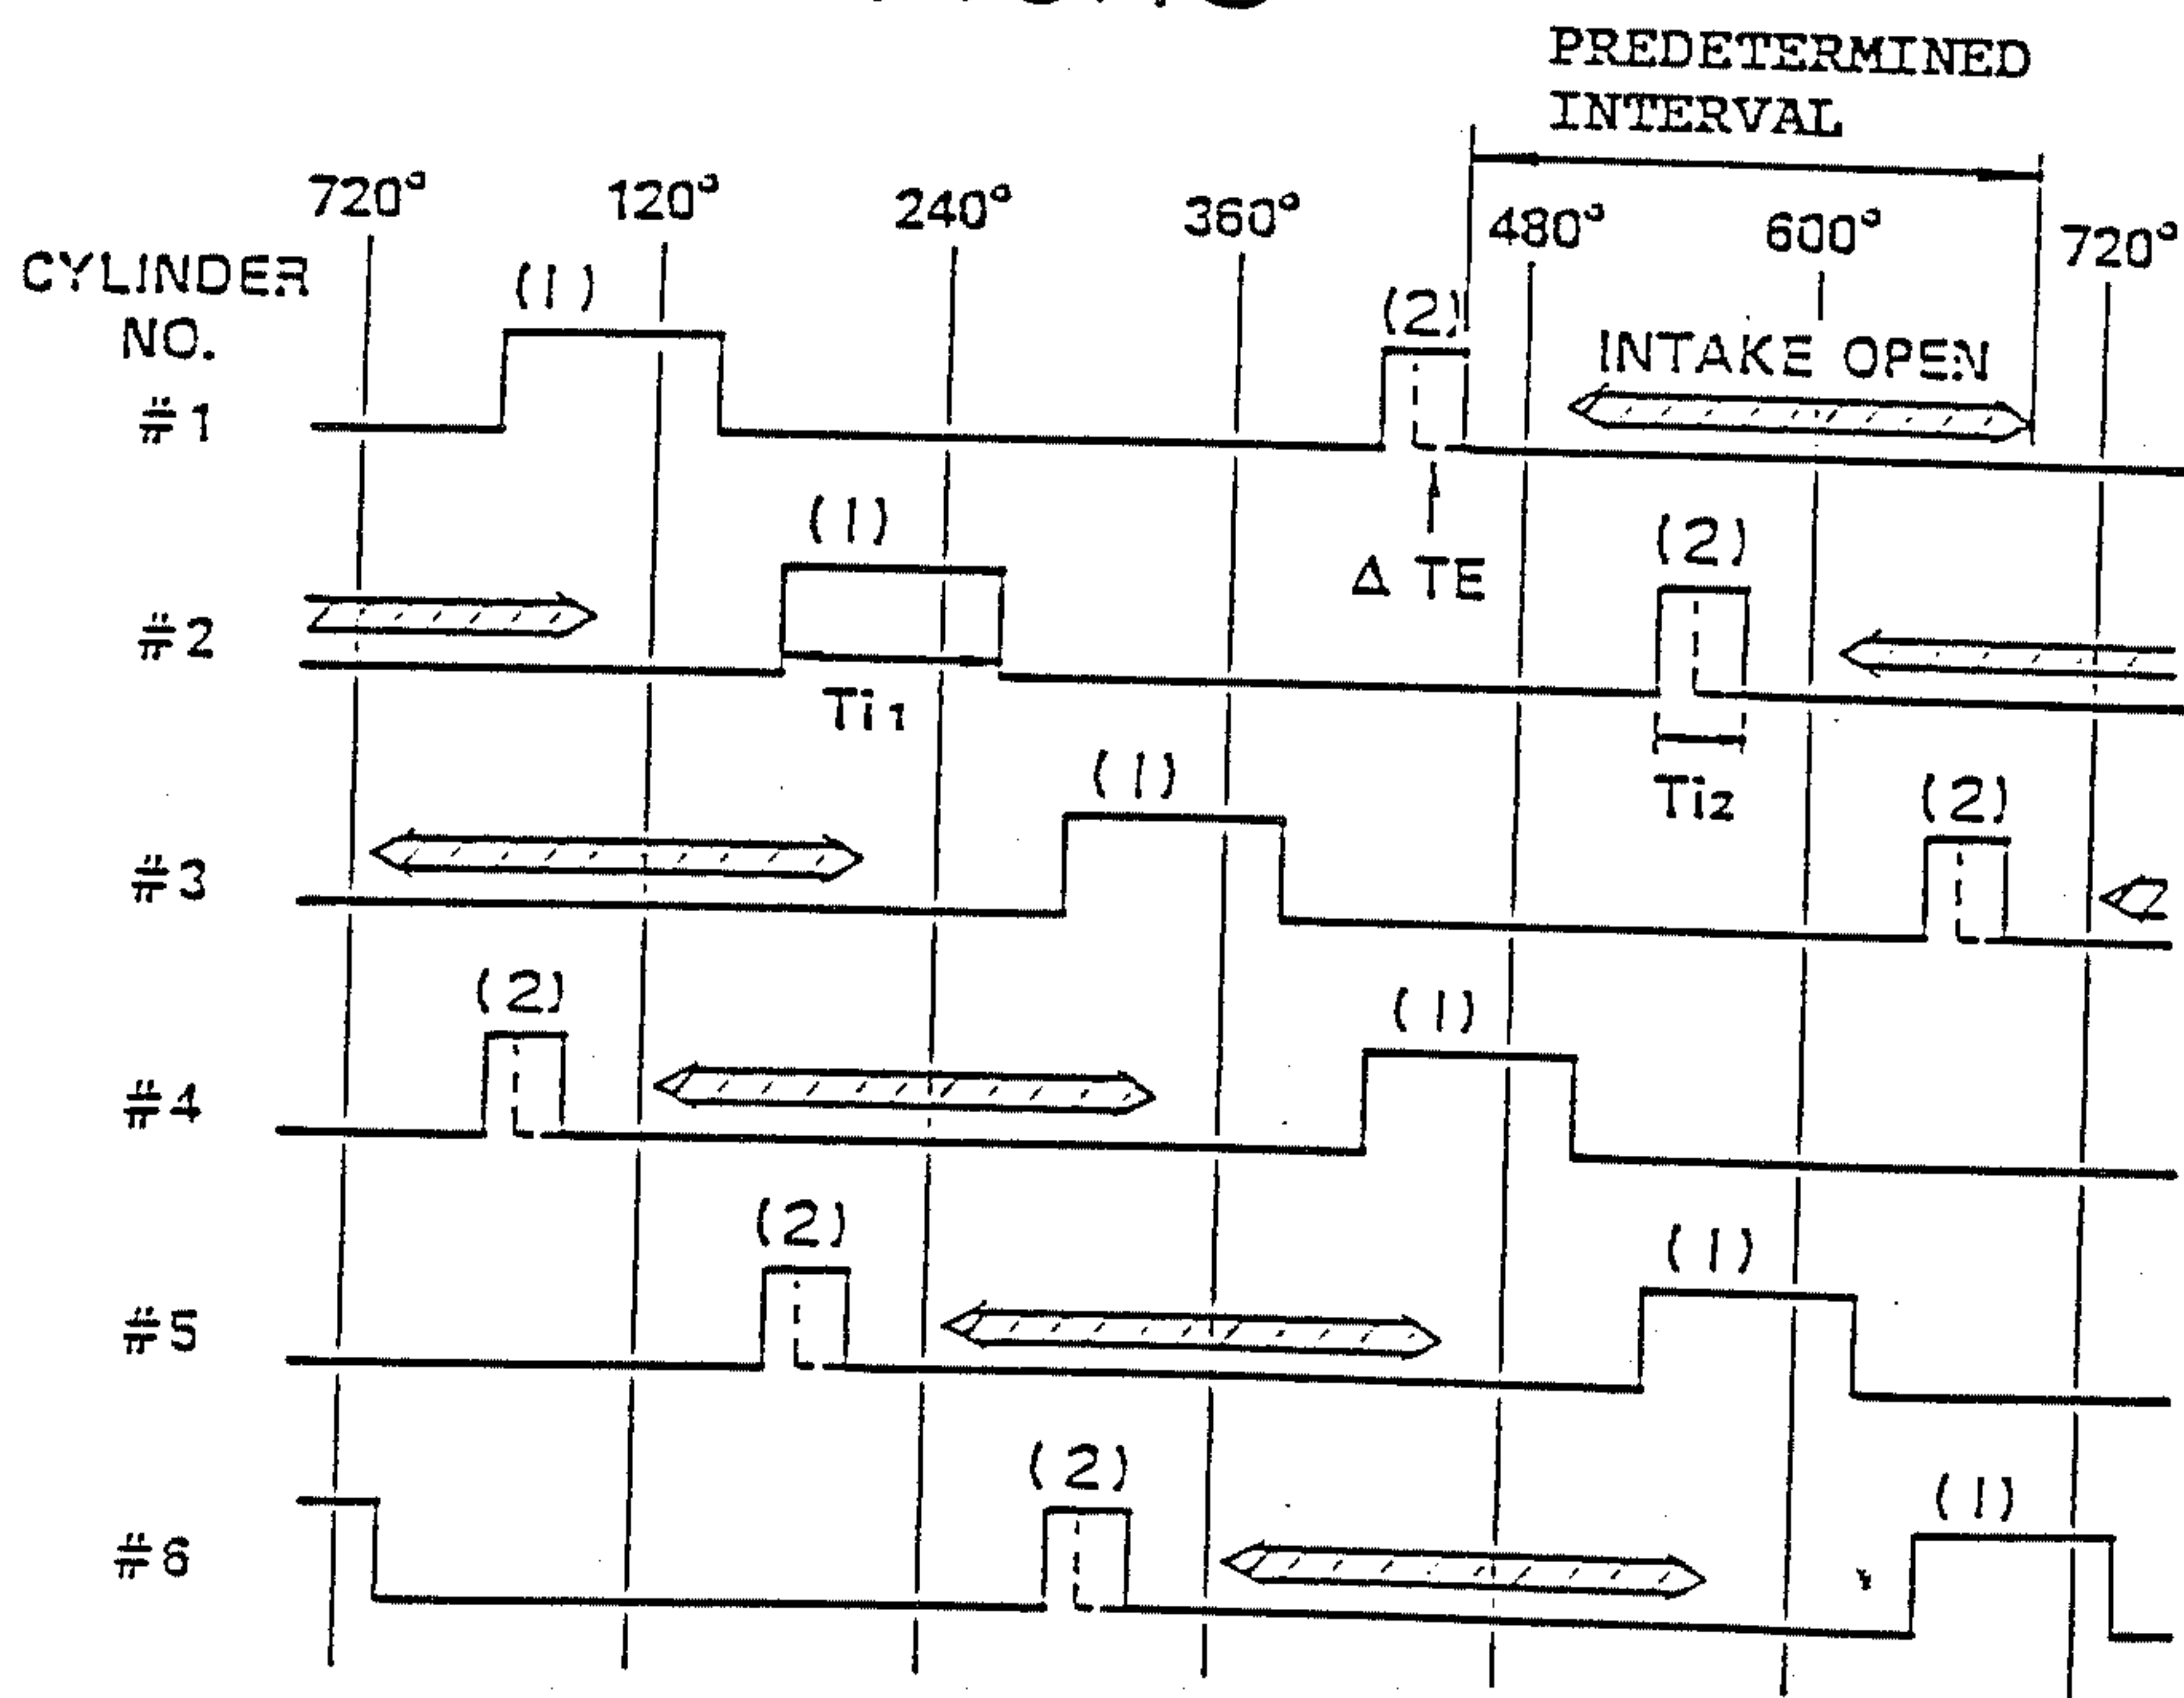 PREDETERMINED
INTERVAL
720° 120° 240° 360° 480° 600° 720°
CYLINDER
NO.
(1) (2)
INTAKE OPEN
#1
(1) (2)
Δ TE
#2
Ti1
Ti2
(1) (2)
#3
(2) (1)
#4
(2) (1)
#5
(2) (1)
#6